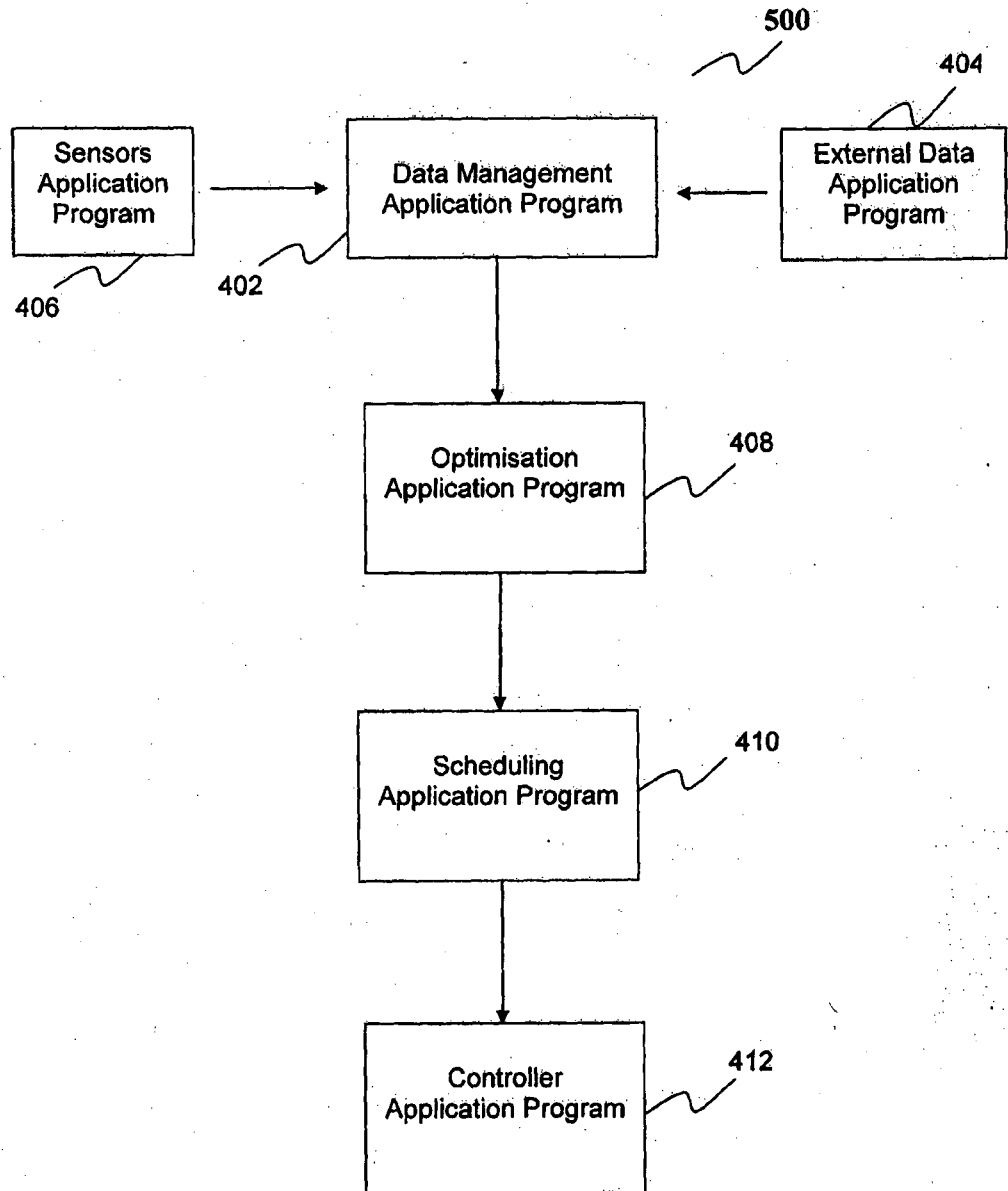 500
404
Sensors
Application
Program
Data Management
Application Program
External Data
Application
Program
406
402
Optimisation
Application Program
408
Scheduling
Application Program
410
Controller
Application Program
412